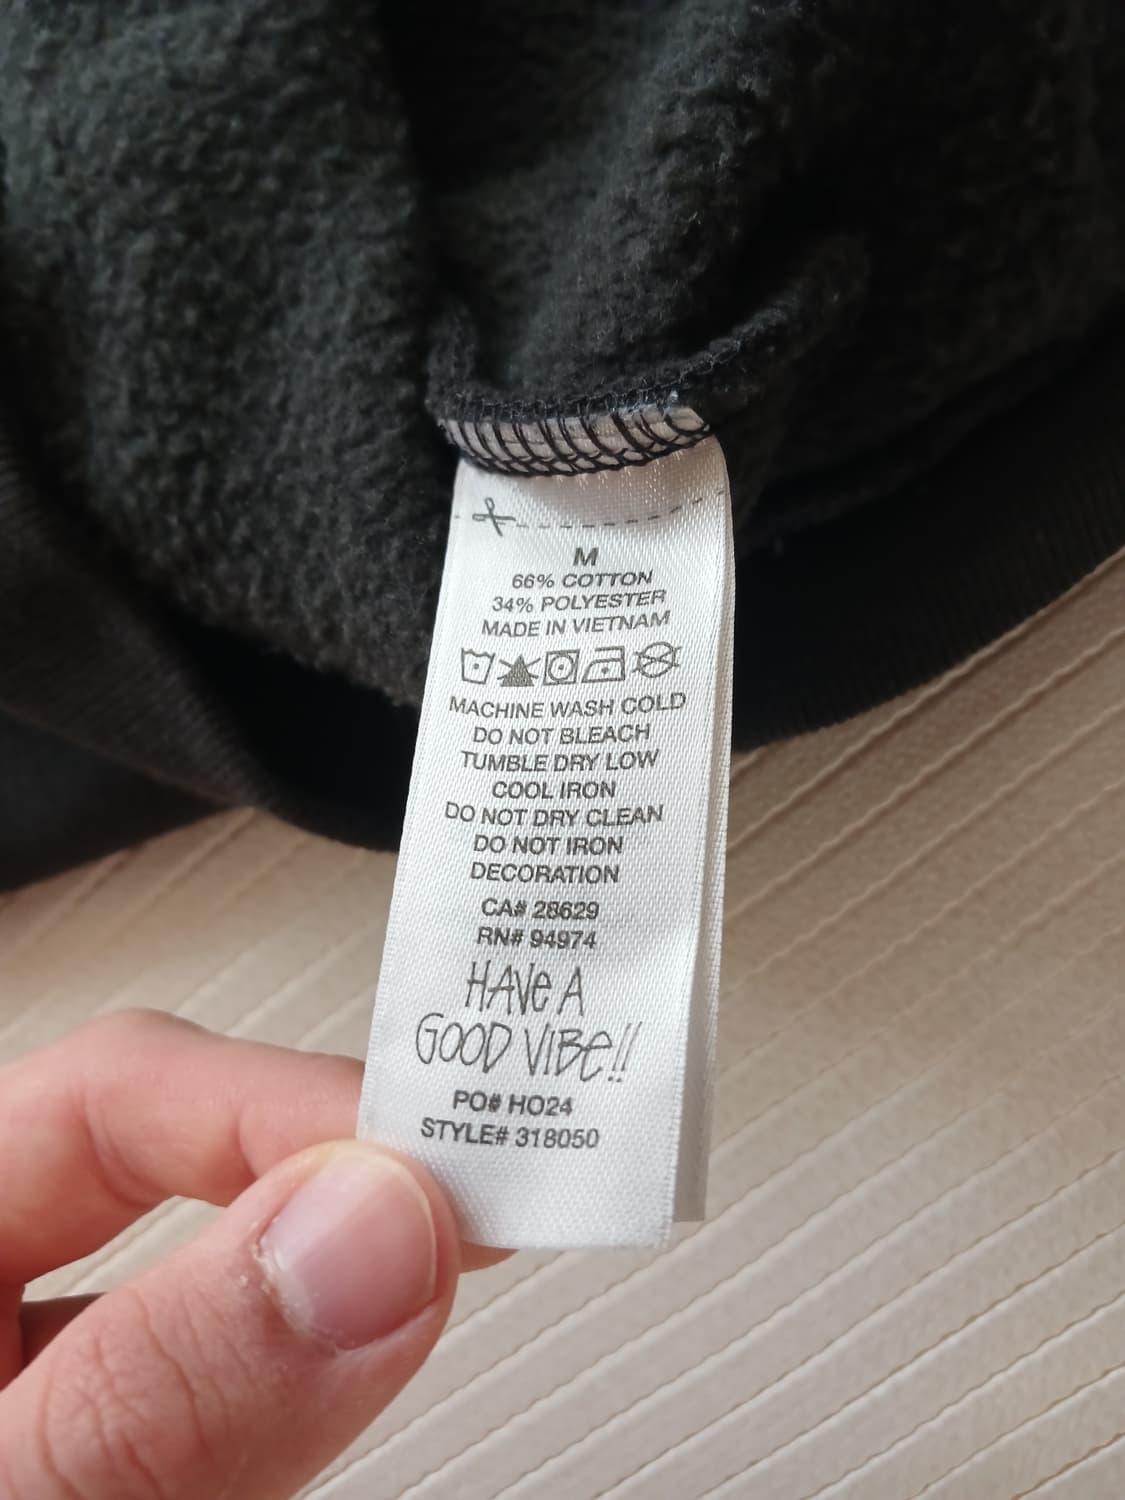 M
66% COTTON
34% POLYESTER
MADE IN VIETNAM
MACHINE WASH COLD
DO NOT BLEACH
TUMBLE DRY LOW
COOL IRON
DO NOT DRY CLEAN
DO NOT IRON
DECORATION
CA# 28629
RN# 94974
HAVe A
GOOD VIBe!!
PO# HO24
STYLE# 318050